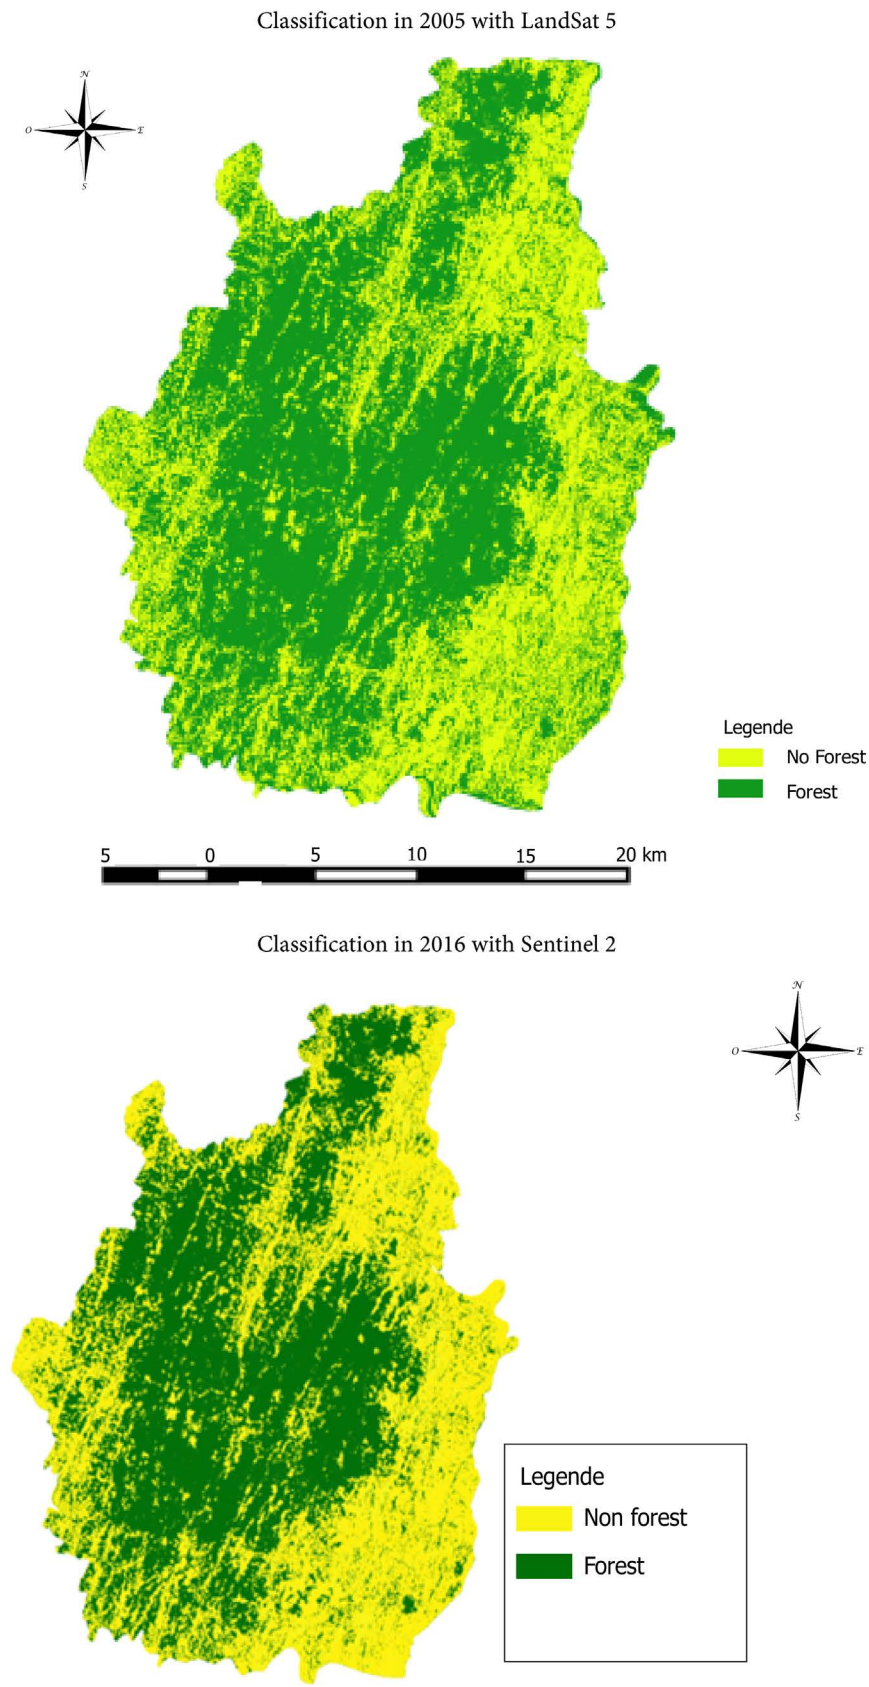 Classification in 2005 with LandSat 5
N
O E
S
Legende
No Forest
Forest
5 0 5 10 15 20 km
Classification in 2016 with Sentinel 2
N
O E
S
Legende
Non forest
Forest